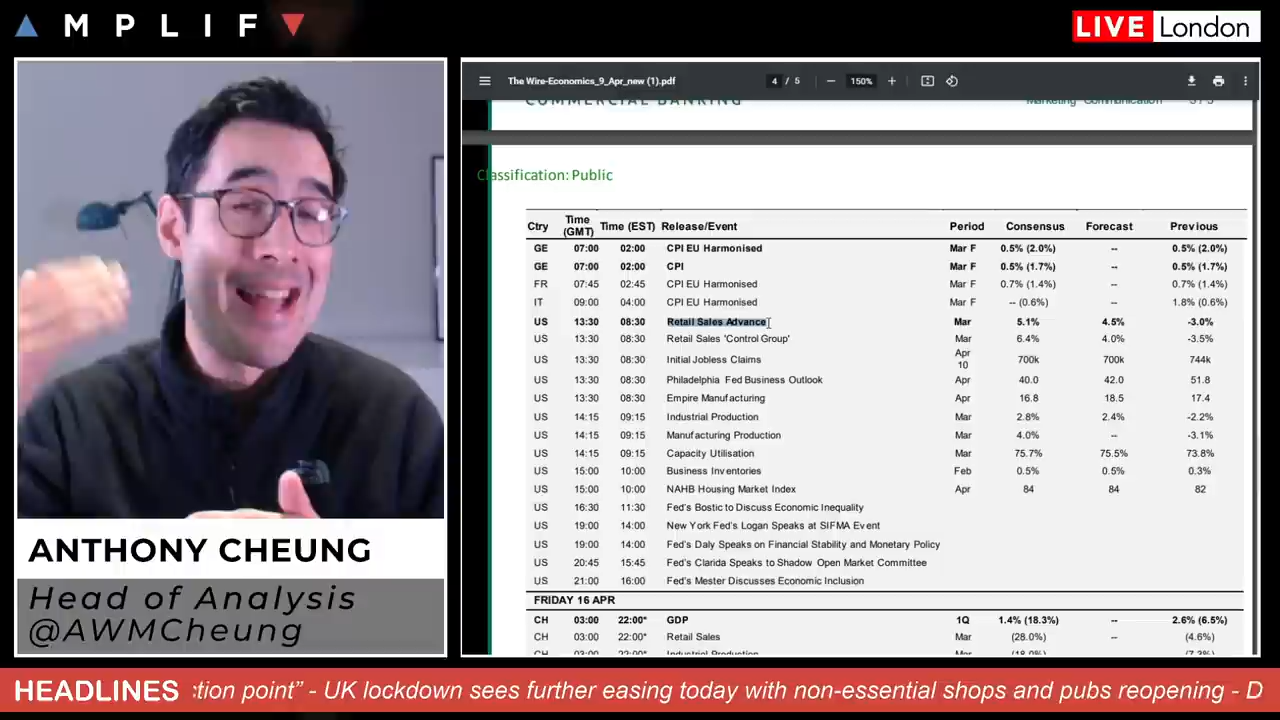 MPLIF
LIVE London
The Wire-Economics_9_Apr_new (1).pdf 4 / 5 150%
COMMERCIAL BANKING Marketing Communication 3 / 5
Classification: Public
Ctry Time (GMT) Time (EST) Release/Event Period Consensus Forecast Previous
GE 07:00 02:00 CPI EU Harmonised Mar F 0.5% (2.0%) -- 0.5% (2.0%)
GE 07:00 02:00 CPI Mar F 0.5% (1.7%) -- 0.5% (1.7%)
FR 07:45 02:45 CPI EU Harmonised Mar F 0.7% (1.4%) -- 0.7% (1.4%)
IT 09:00 04:00 CPI EU Harmonised Mar F -- (0.6%) -- 1.8% (0.6%)
US 13:30 08:30 Retail Sales Advance Mar 5.1% 4.5% -3.0%
US 13:30 08:30 Retail Sales 'Control Group' Mar 6.4% 4.0% -3.5%
US 13:30 08:30 Initial Jobless Claims Apr 10 700k 700k 744k
US 13:30 08:30 Philadelphia Fed Business Outlook Apr 40.0 42.0 51.8
US 13:30 08:30 Empire Manufacturing Apr 16.8 18.5 17.4
US 14:15 09:15 Industrial Production Mar 2.8% 2.4% -2.2%
US 14:15 09:15 Manufacturing Production Mar 4.0% -- -3.1%
US 14:15 09:15 Capacity Utilisation Mar 75.7% 75.5% 73.8%
US 15:00 10:00 Business Inventories Feb 0.5% 0.5% 0.3%
US 15:00 10:00 NAHB Housing Market Index Apr 84 84 82
US 16:30 11:30 Fed's Bostic to Discuss Economic Inequality
US 19:00 14:00 New York Fed's Logan Speaks at SIFMA Event
US 19:00 14:00 Fed's Daly Speaks on Financial Stability and Monetary Policy
US 20:45 15:45 Fed's Clarida Speaks to Shadow Open Market Committee
US 21:00 16:00 Fed's Mester Discusses Economic Inclusion
FRIDAY 16 APR
CH 03:00 22:00* GDP 1Q 1.4% (18.3%) -- 2.6% (6.5%)
CH 03:00 22:00* Retail Sales Mar (28.0%) -- (4.6%)
CH 03:00 22:00* Industrial Production Mar (18.0%) -- (7.3%)
ANTHONY CHEUNG
Head of Analysis
@AWMCheung
HEADLINES :tion point” - UK lockdown sees further easing today with non-essential shops and pubs reopening - D